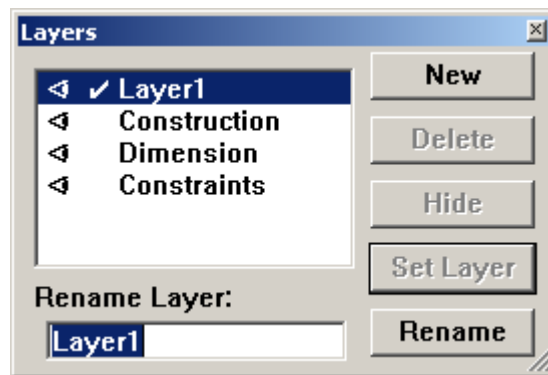 Layers
✓ Layer1
Construction
Dimension
Constraints
New
Delete
Hide
Set Layer
Rename Layer:
Layer1
Rename